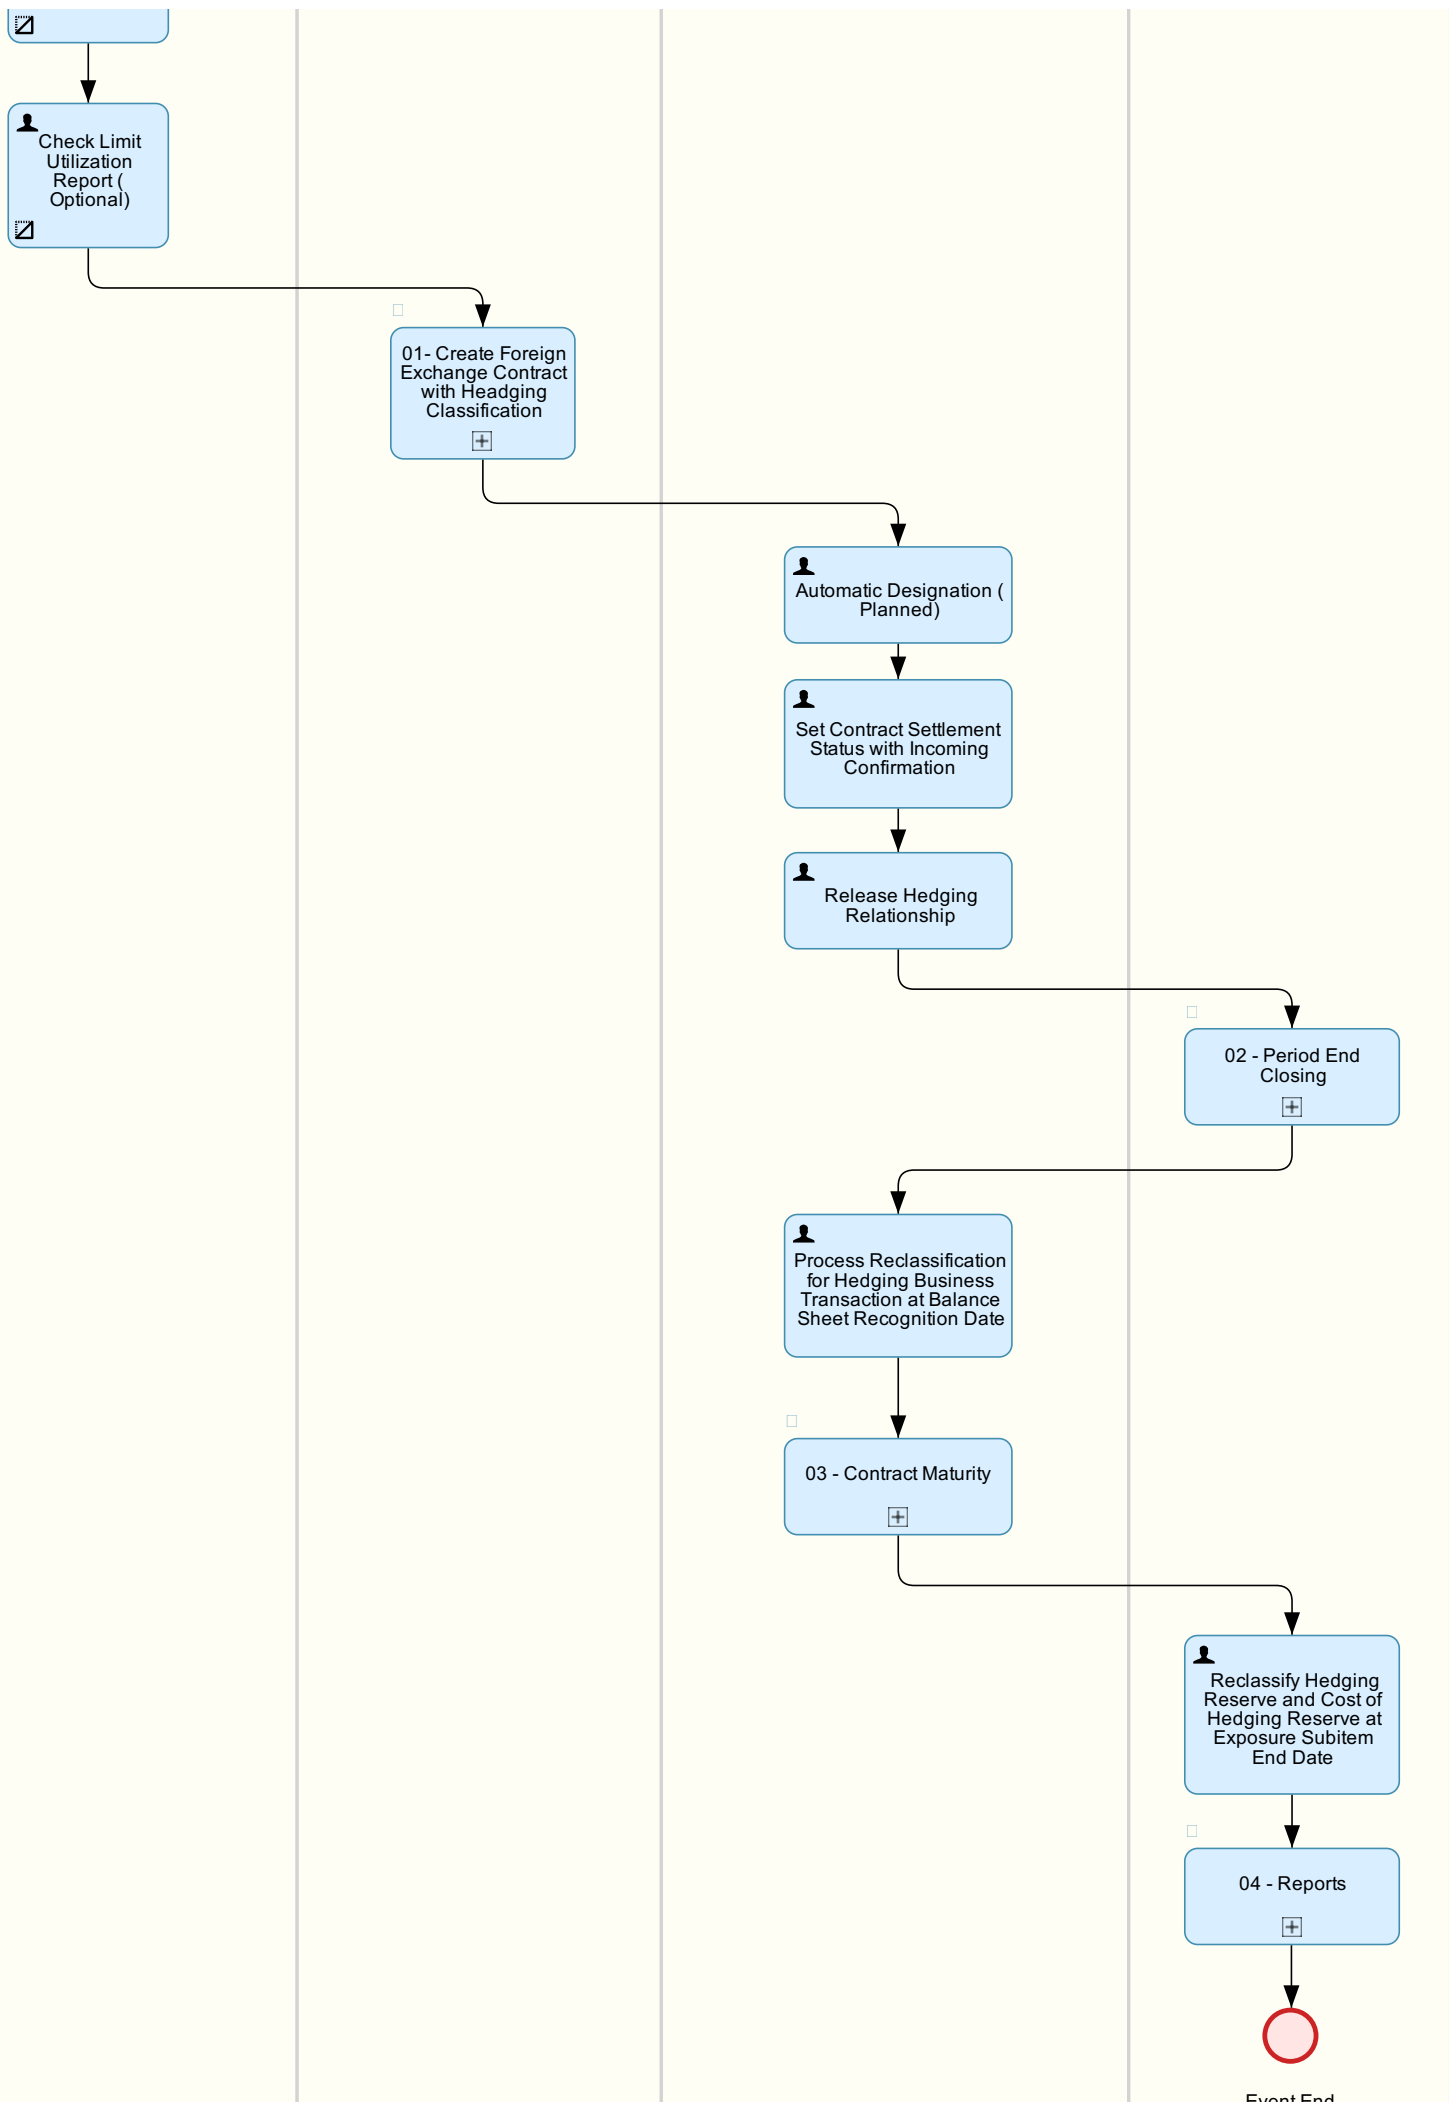 Check Limit
Utilization
Report (
Optional)
01- Create Foreign
Exchange Contract
with Headging
Classification
Automatic Designation (
Planned)
Set Contract Settlement
Status with Incoming
Confirmation
Release Hedging
Relationship
02 - Period End
Closing
Process Reclassification
for Hedging Business
Transaction at Balance
Sheet Recognition Date
03 - Contract Maturity
Reclassify Hedging
Reserve and Cost of
Hedging Reserve at
Exposure Subitem
End Date
04 - Reports
Event End